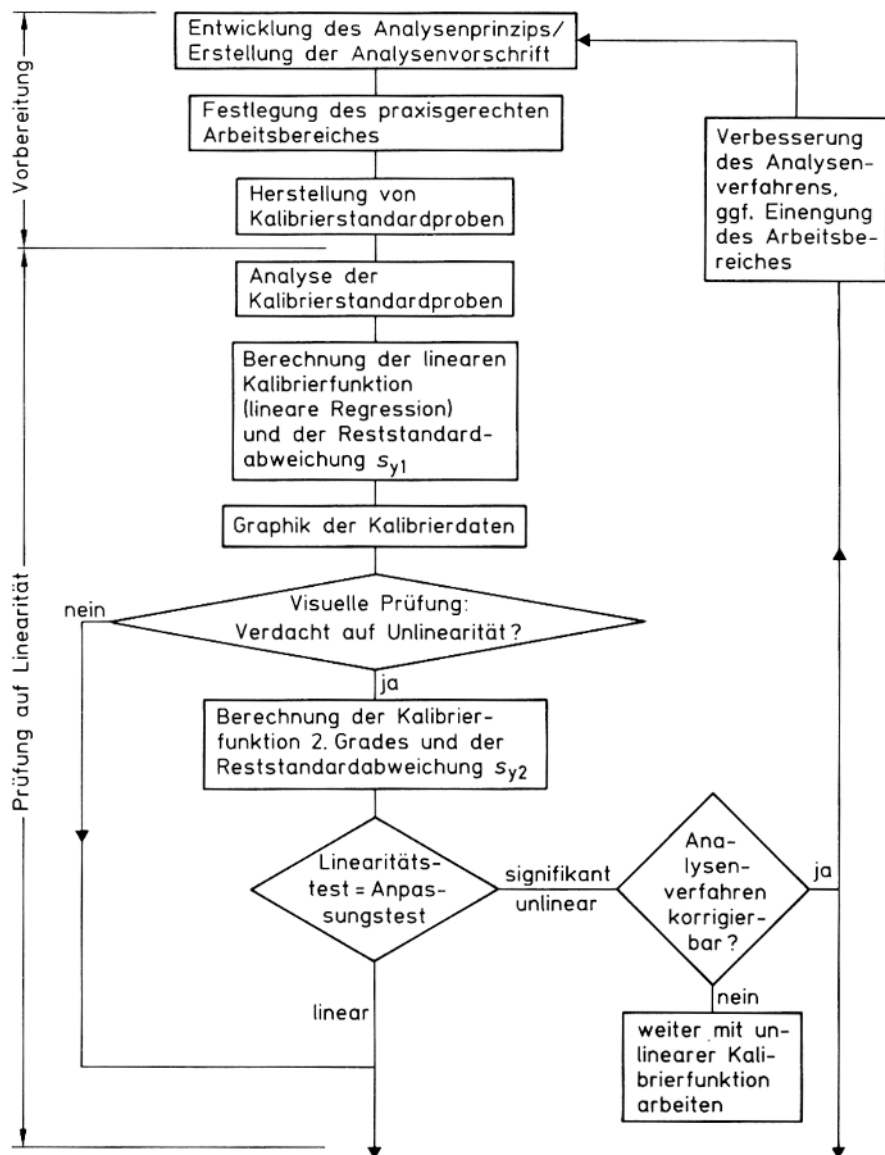 Entwicklung des Analysenprinzips/
Erstellung der Analysenvorschrift
Festlegung des praxisgerechten
Arbeitsbereiches
Herstellung von
Kalibrierstandardproben
Vorbereitung
Verbesserung
des Analysen-
verfahrens,
ggf. Einengung
des Arbeitsbe-
reiches
Analyse der
Kalibrierstandardproben
Berechnung der linearen
Kalibrierfunktion
(lineare Regression)
und der Reststandard-
abweichung sy1
Graphik der Kalibrierdaten
Prüfung auf Linearität
nein
Visuelle Prüfung:
Verdacht auf Unlinearität?
ja
Berechnung der Kalibrier-
funktion 2. Grades und der
Reststandardabweichung sy2
Linearitäts-
test = Anpas-
sungstest
signifikant
unlinear
Ana-
lysen-
verfahren
korrigier-
bar?
ja
linear
nein
weiter mit un-
linearer Kali-
brierfunktion
arbeiten